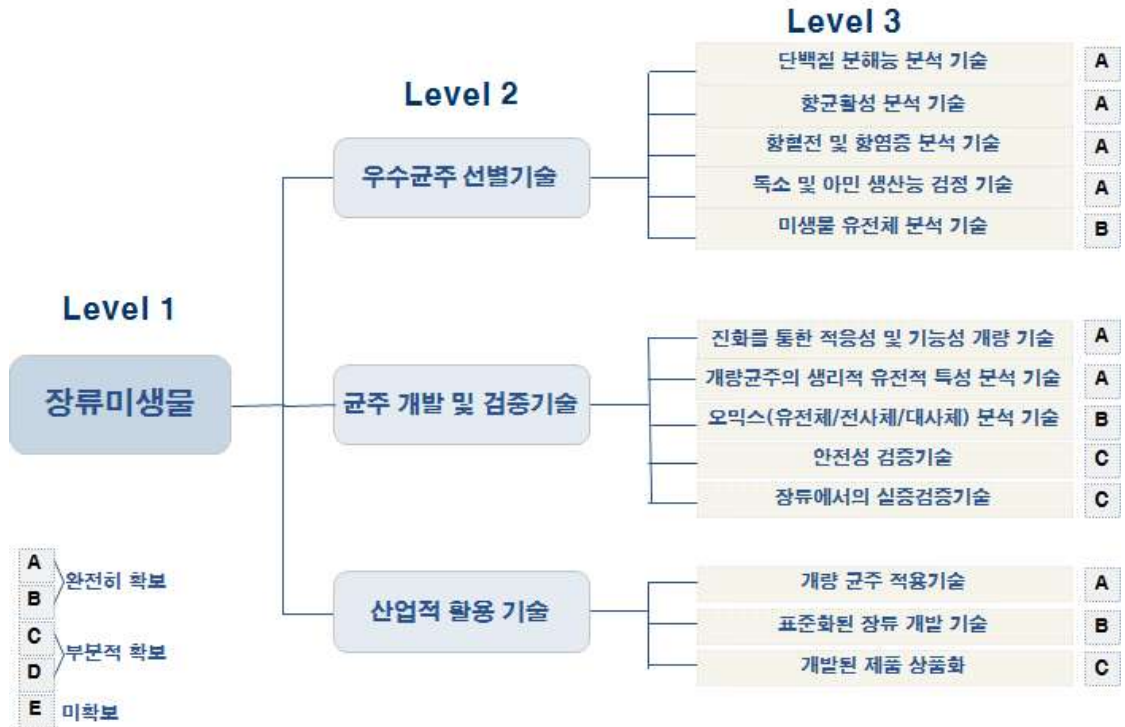 Level 3
단백질 분해능 분석 기술 A
항균활성 분석 기술 A
항혈전 및 항염증 분석 기술 A
독소 및 아민 생산능 검정 기술 A
미생물 유전체 분석 기술 B
Level 2
우수균주 선별기술
진화를 통한 적응성 및 기능성 개량 기술 A
개량균주의 생리적 유전적 특성 분석 기술 A
오믹스(유전체/전사체/대사체) 분석 기술 B
안전성 검증기술 C
장류에서의 실증검증기술 C
Level 1
장류미생물
균주 개발 및 검증기술
산업적 활용 기술
개량 균주 적용기술 A
표준화된 장류 개발 기술 B
개발된 제품 상품화 C
A
B
완전히 확보
C
D
부분적 확보
E 미확보